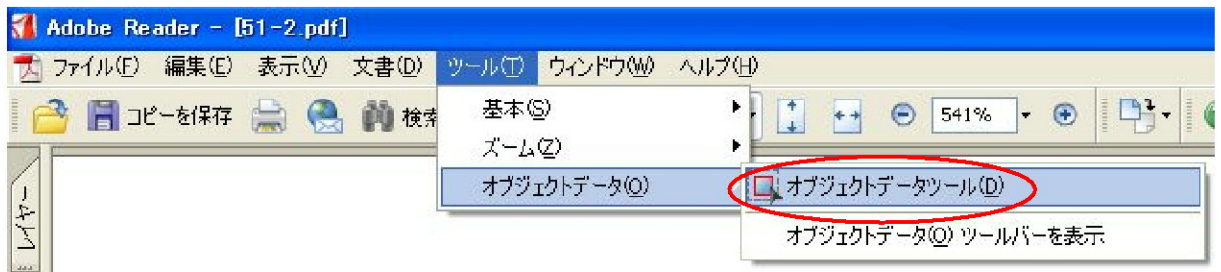 Adobe Reader - [51-2.pdf]
ファイル(F) 編集(E) 表示(V) 文書(D) ツール(T) ウィンドウ(W) ヘルプ(H)
コピーを保存 検索 541%
基本(S)
ズーム(Z)
オブジェクトデータ(O)
オブジェクトデータツール(D)
オブジェクトデータ(O) ツールバーを表示